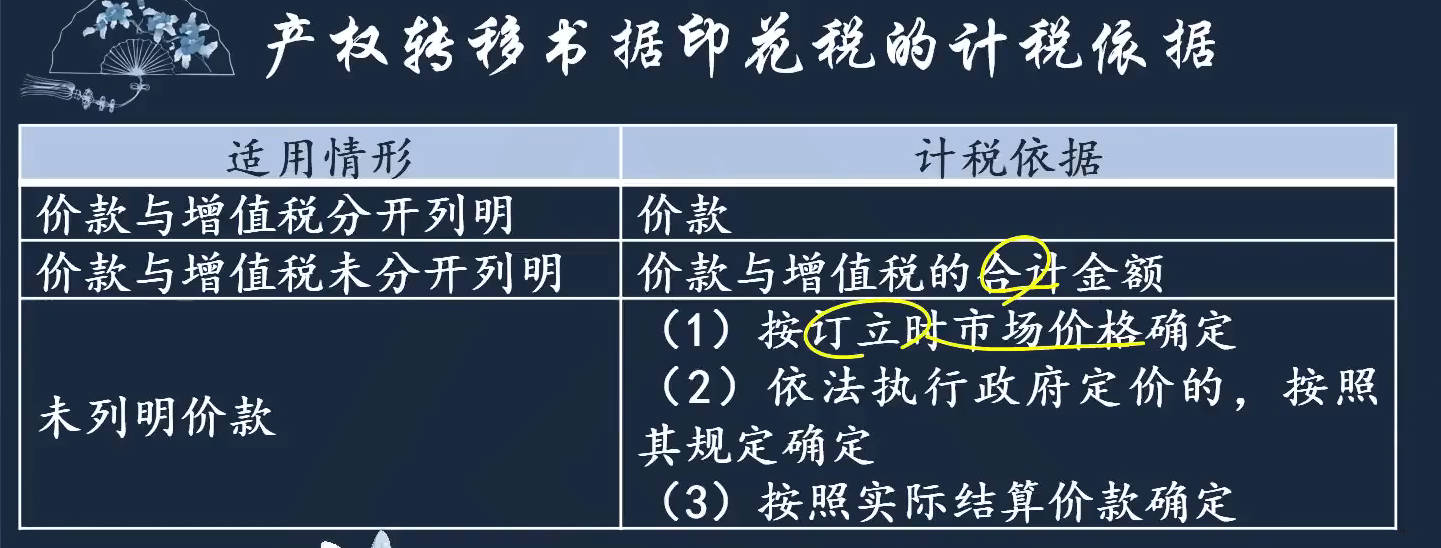 产权转移书据印花税的计税依据
适用情形
计税依据
价款与增值税分开列明
价款
价款与增值税未分开列明
价款与增值税的合计金额
未列明价款
（1）按订立时市场价格确定
（2）依法执行政府定价的，按照
其规定确定
（3）按照实际结算价款确定